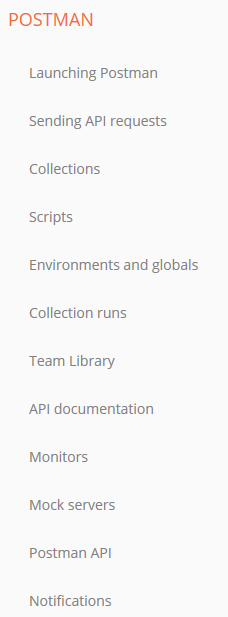 POSTMAN
Launching Postman
Sending API requests
Collections
Scripts
Environments and globals
Collection runs
Team Library
API documentation
Monitors
Mock servers
Postman API
Notifications